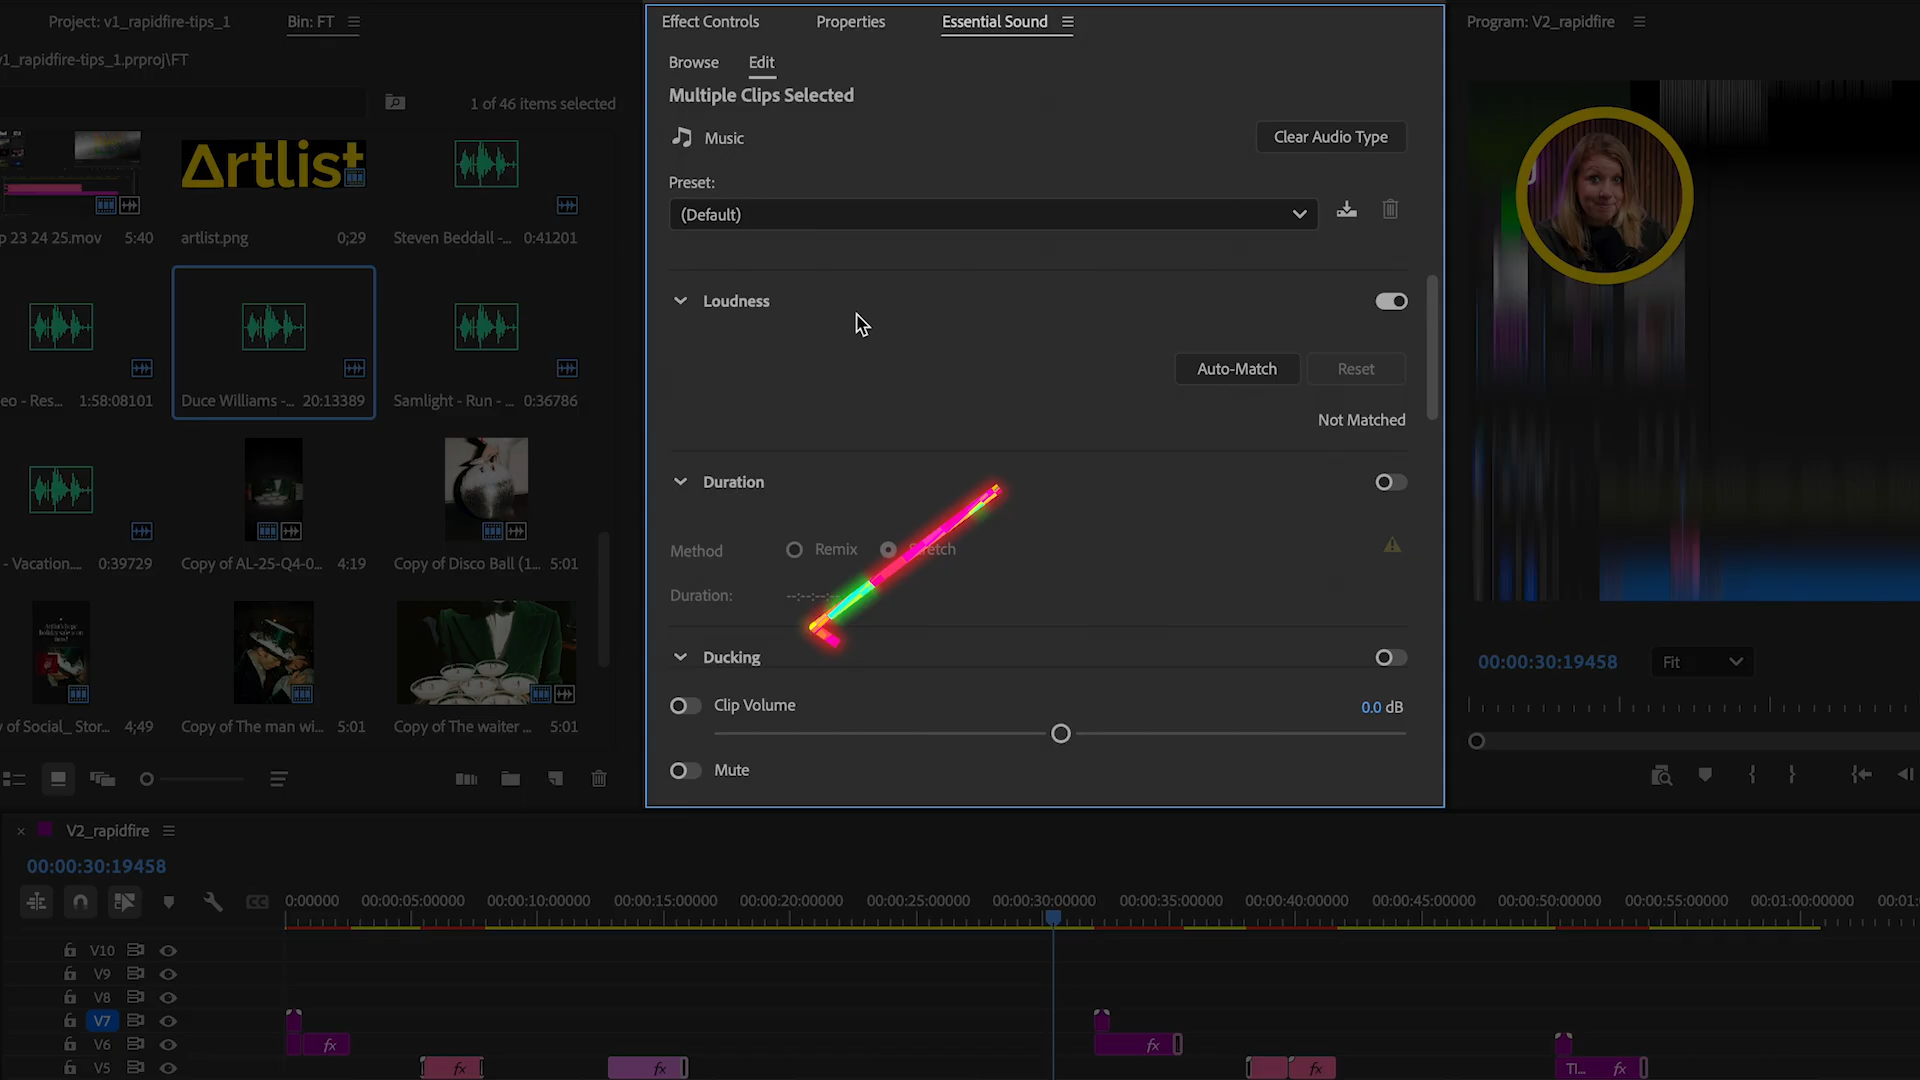 Project: v1_rapidfire-tips_1
Bin: FT
Effect Controls
Properties
Essential Sound
Program: V2_rapidfire
v1_rapidfire-tips_1.prproj\FT
Browse
Edit
1 of 46 items selected
Multiple Clips Selected
Music
Clear Audio Type
Preset:
(Default)
Artlist
p 23 24 25.mov 5:40
artlist.png 0;29
Steven Beddall -... 0:41201
Loudness
Auto-Match
Reset
Not Matched
eo - Res... 1:58:08101
Duce Williams -... 20:13389
Samlight - Run - ... 0:36786
Duration
Method
Remix
Stretch
Duration:
--:--:--:--
- Vacation.... 0:39729
Copy of AL-25-Q4-0... 4:19
Copy of Disco Ball (1... 5:01
Ducking
Clip Volume
0.0 dB
Mute
y of Social_ Stor... 4;49
Copy of The man wi... 5:01
Copy of The waiter ... 5:01
00:00:30:19458
Fit
V2_rapidfire
00:00:30:19458
0:00000
00:00:05:00000
00:00:10:00000
00:00:15:00000
00:00:20:00000
00:00:25:00000
00:00:30:00000
00:00:35:00000
00:00:40:00000
00:00:45:00000
00:00:50:00000
00:00:55:00000
00:01:00:00000
00:01:
V10
V9
V8
V7
V6
fx
fx
V5
fx
fx
fx
TI...
fx